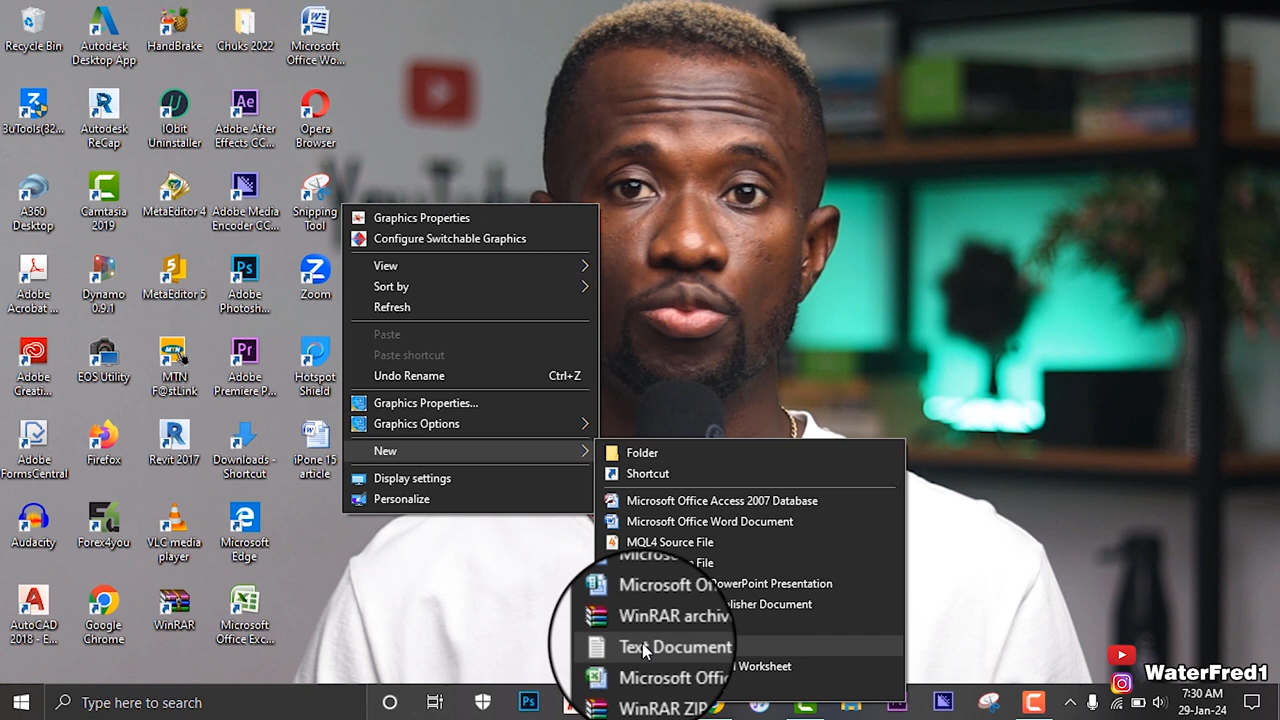 Recycle Bin
Autodesk
Desktop App
HandBrake
Chuks 2022
Microsoft
Office Wo...
3uTools(32...
Autodesk
ReCap
IObit
Uninstaller
Adobe After
Effects CC...
Opera
Browser
A360
Desktop
Camtasia
2019
MetaEditor 4
Adobe Media
Encoder CC...
Snipping
Tool
Adobe
Acrobat ...
Dynamo
0.9.1
MetaEditor 5
Adobe
Photosh...
Zoom
Adobe
Creati...
EOS Utility
MTN
F@stLink
Adobe
Premiere P...
Hotspot
Shield
Adobe
FormsCentral
Firefox
Revit 2017
Downloads -
Shortcut
iPone 15
article
Audacity
Forex4you
VLC media
player
Microsoft
Edge
AutoCAD
2018 - E...
Google
Chrome
WinRAR
Microsoft
Office Exc...
Graphics Properties
Configure Switchable Graphics
View
Sort by
Refresh
Paste
Paste shortcut
Undo Rename Ctrl+Z
Graphics Properties...
Graphics Options
New
Display settings
Personalize
Folder
Shortcut
Microsoft Office Access 2007 Database
Microsoft Office Word Document
MQL4 Source File
File
PowerPoint Presentation
Microsoft Of
WinRAR archiv
Text Document
Microsoft Offi
Worksheet
WinRAR ZIP
WaterFred1
Type here to search
7:30 AM
29-Jan-24